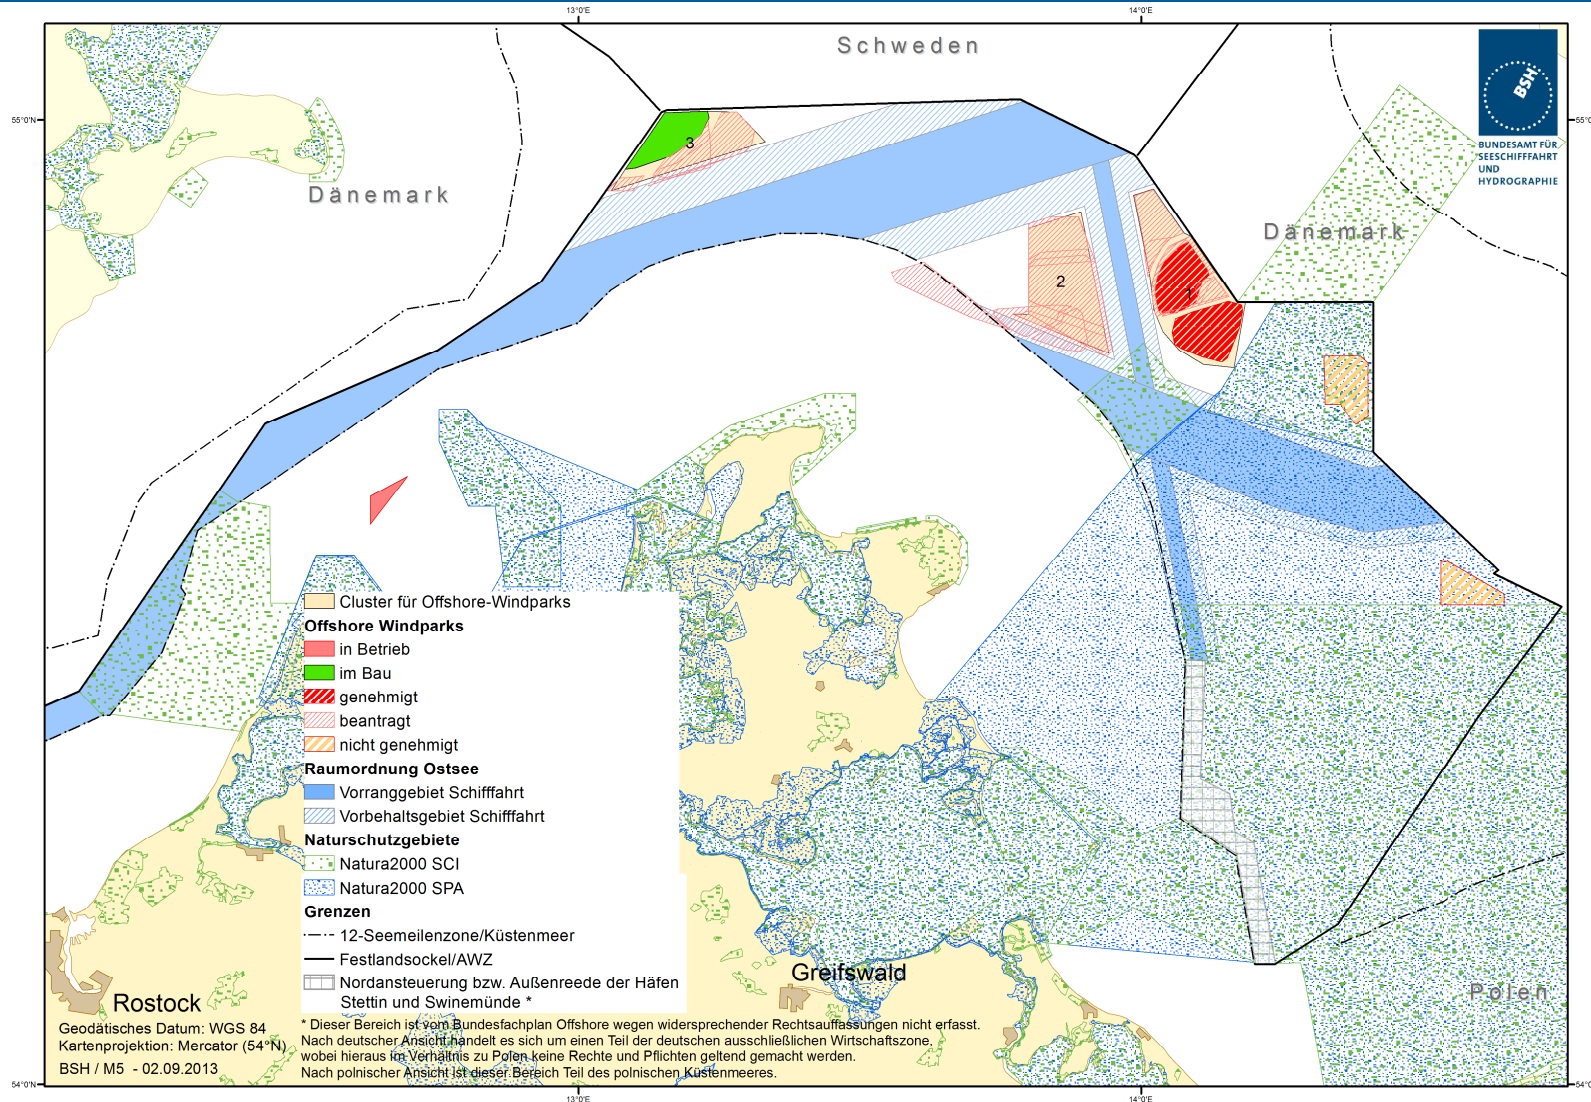 13°0'E
14°0'E
Schweden
BSH
55°0'N
55°0'
3
BUNDESAMT FÜR
SEESCHIFFFAHRT
UND
HYDROGRAPHIE
Dänemark
Dänemark
2
1
Cluster für Offshore-Windparks
Offshore Windparks
in Betrieb
im Bau
genehmigt
beantragt
nicht genehmigt
Raumordnung Ostsee
Vorranggebiet Schifffahrt
Vorbehaltsgebiet Schifffahrt
Naturschutzgebiete
Natura2000 SCI
Natura2000 SPA
Grenzen
12-Seemeilenzone/Küstenmeer
Festlandsockel/AWZ
Nordansteuerung bzw. Außenreede der Häfen
Stettin und Swinemünde *
Greifswald
Polen
Rostock
Geodätisches Datum: WGS 84
Kartenprojektion: Mercator (54°N)
BSH / M5 - 02.09.2013
* Dieser Bereich ist vom Bundesfachplan Offshore wegen widersprechender Rechtsauffassungen nicht erfasst.
Nach deutscher Ansicht handelt es sich um einen Teil der deutschen ausschließlichen Wirtschaftszone,
wobei hieraus im Verhältnis zu Polen keine Rechte und Pflichten geltend gemacht werden.
Nach polnischer Ansicht ist dieser Bereich Teil des polnischen Küstenmeeres.
54°0'N
54°0'
13°0'E
14°0'E